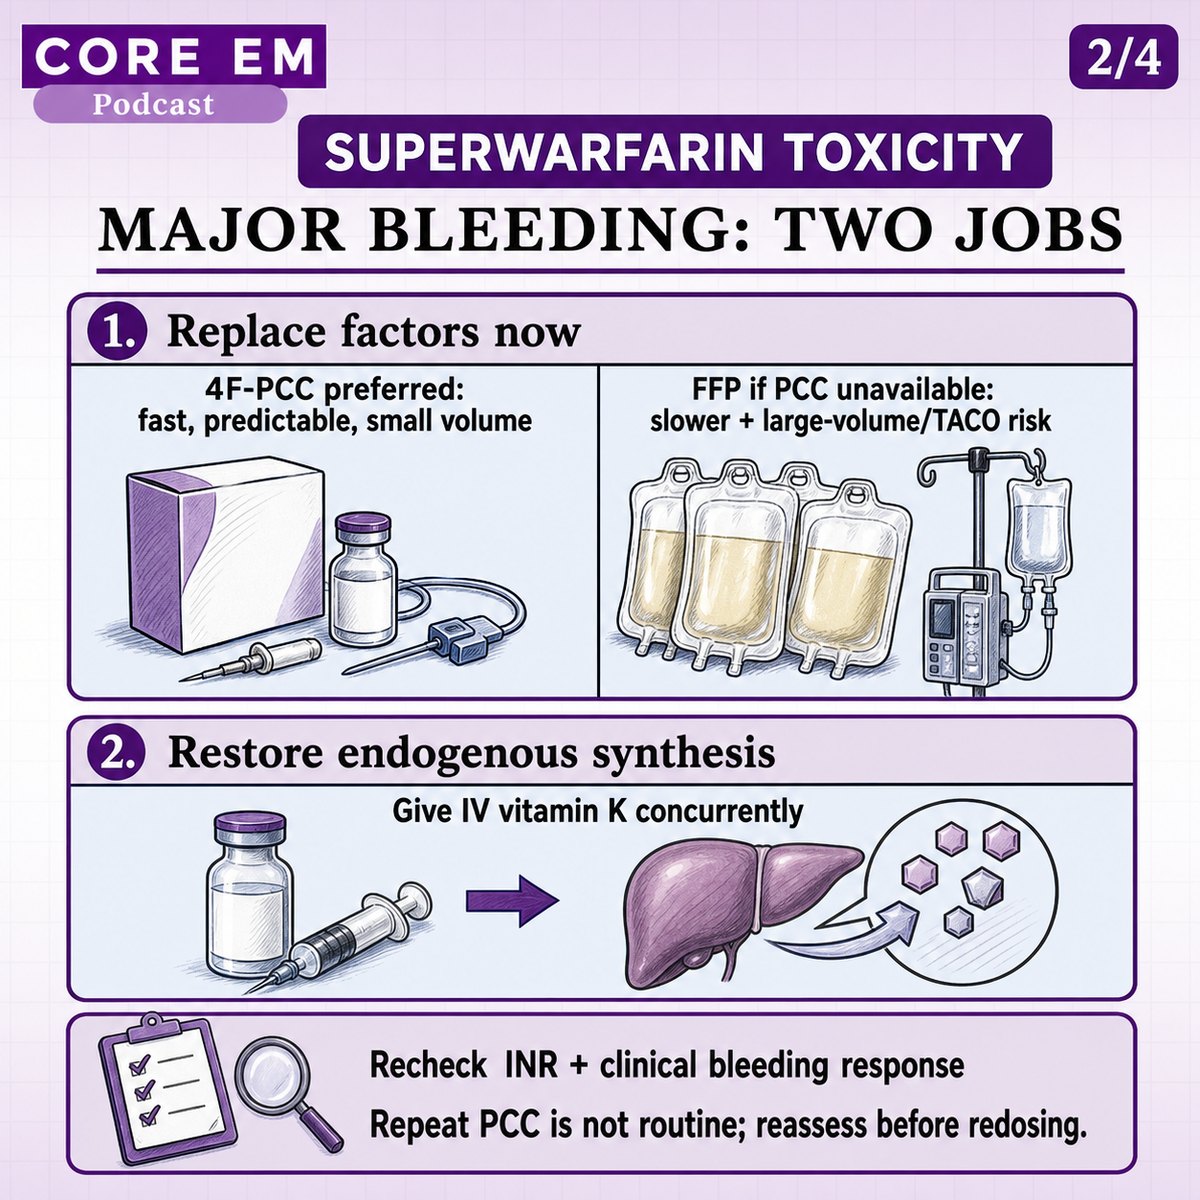 CORE EM
Podcast
2/4
SUPERWARFARIN TOXICITY
MAJOR BLEEDING: TWO JOBS
1. Replace factors now
4F-PCC preferred:
fast, predictable, small volume
FFP if PCC unavailable:
slower + large-volume/TACO risk
2. Restore endogenous synthesis
Give IV vitamin K concurrently
Recheck INR + clinical bleeding response
Repeat PCC is not routine; reassess before redosing.